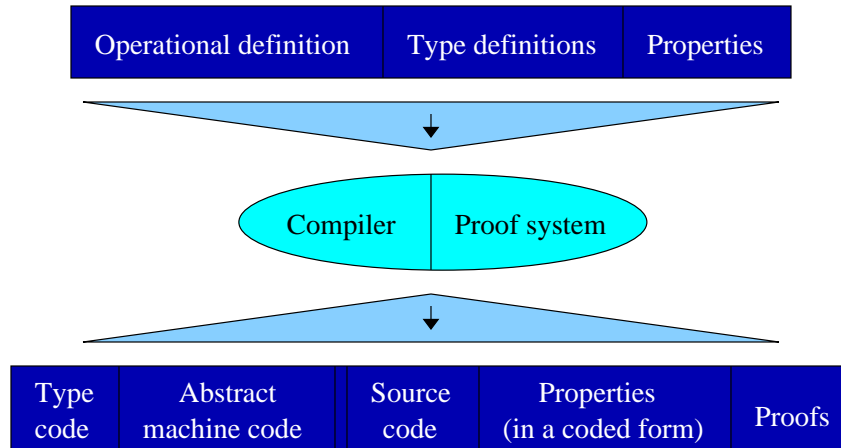 Operational definition Type definitions Properties
Compiler Proof system
Type Abstract Source Properties Proofs
code machine code code (in a coded form)